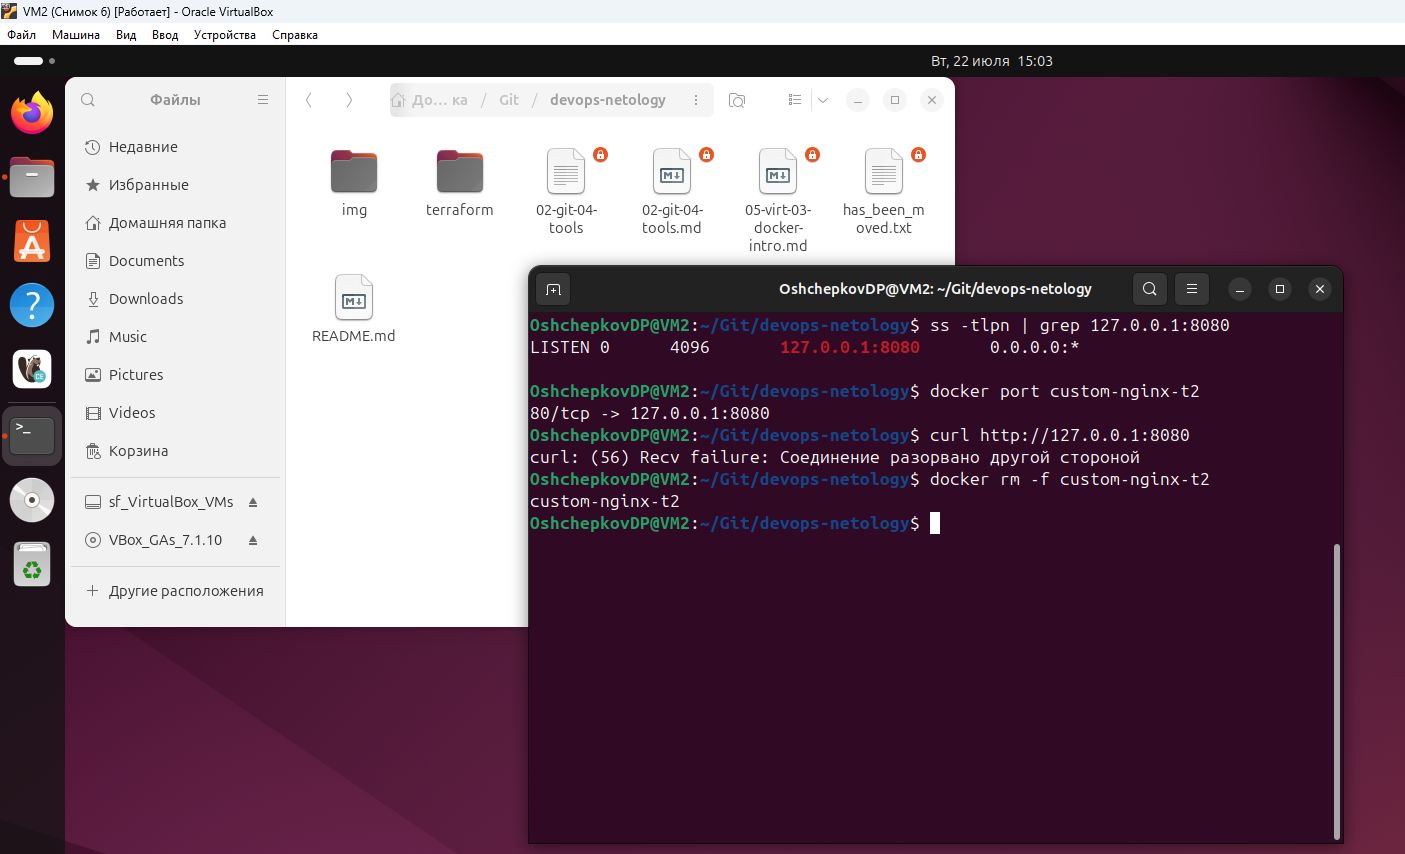 VM2 (Снимок 6) [Работает] - Oracle VirtualBox
Файл Машина Вид Ввод Устройства Справка
Вт, 22 июля 15:03
Файлы
До… ка / Git / devops-netology
Недавние
Избранные
Домашняя папка
Documents
Downloads
Music
Pictures
Videos
Корзина
sf_VirtualBox_VMs
VBox_GAs_7.1.10
+ Другие расположения
img
terraform
02-git-04-
tools
02-git-04-
tools.md
05-virt-03-
docker-
intro.md
has_been_m
oved.txt
README.md
OshchepkovDP@VM2: ~/Git/devops-netology
OshchepkovDP@VM2:~/Git/devops-netology$ ss -tlpn | grep 127.0.0.1:8080
LISTEN 0 4096 127.0.0.1:8080 0.0.0.0:*
OshchepkovDP@VM2:~/Git/devops-netology$ docker port custom-nginx-t2
80/tcp -> 127.0.0.1:8080
OshchepkovDP@VM2:~/Git/devops-netology$ curl http://127.0.0.1:8080
curl: (56) Recv failure: Соединение разорвано другой стороной
OshchepkovDP@VM2:~/Git/devops-netology$ docker rm -f custom-nginx-t2
custom-nginx-t2
OshchepkovDP@VM2:~/Git/devops-netology$